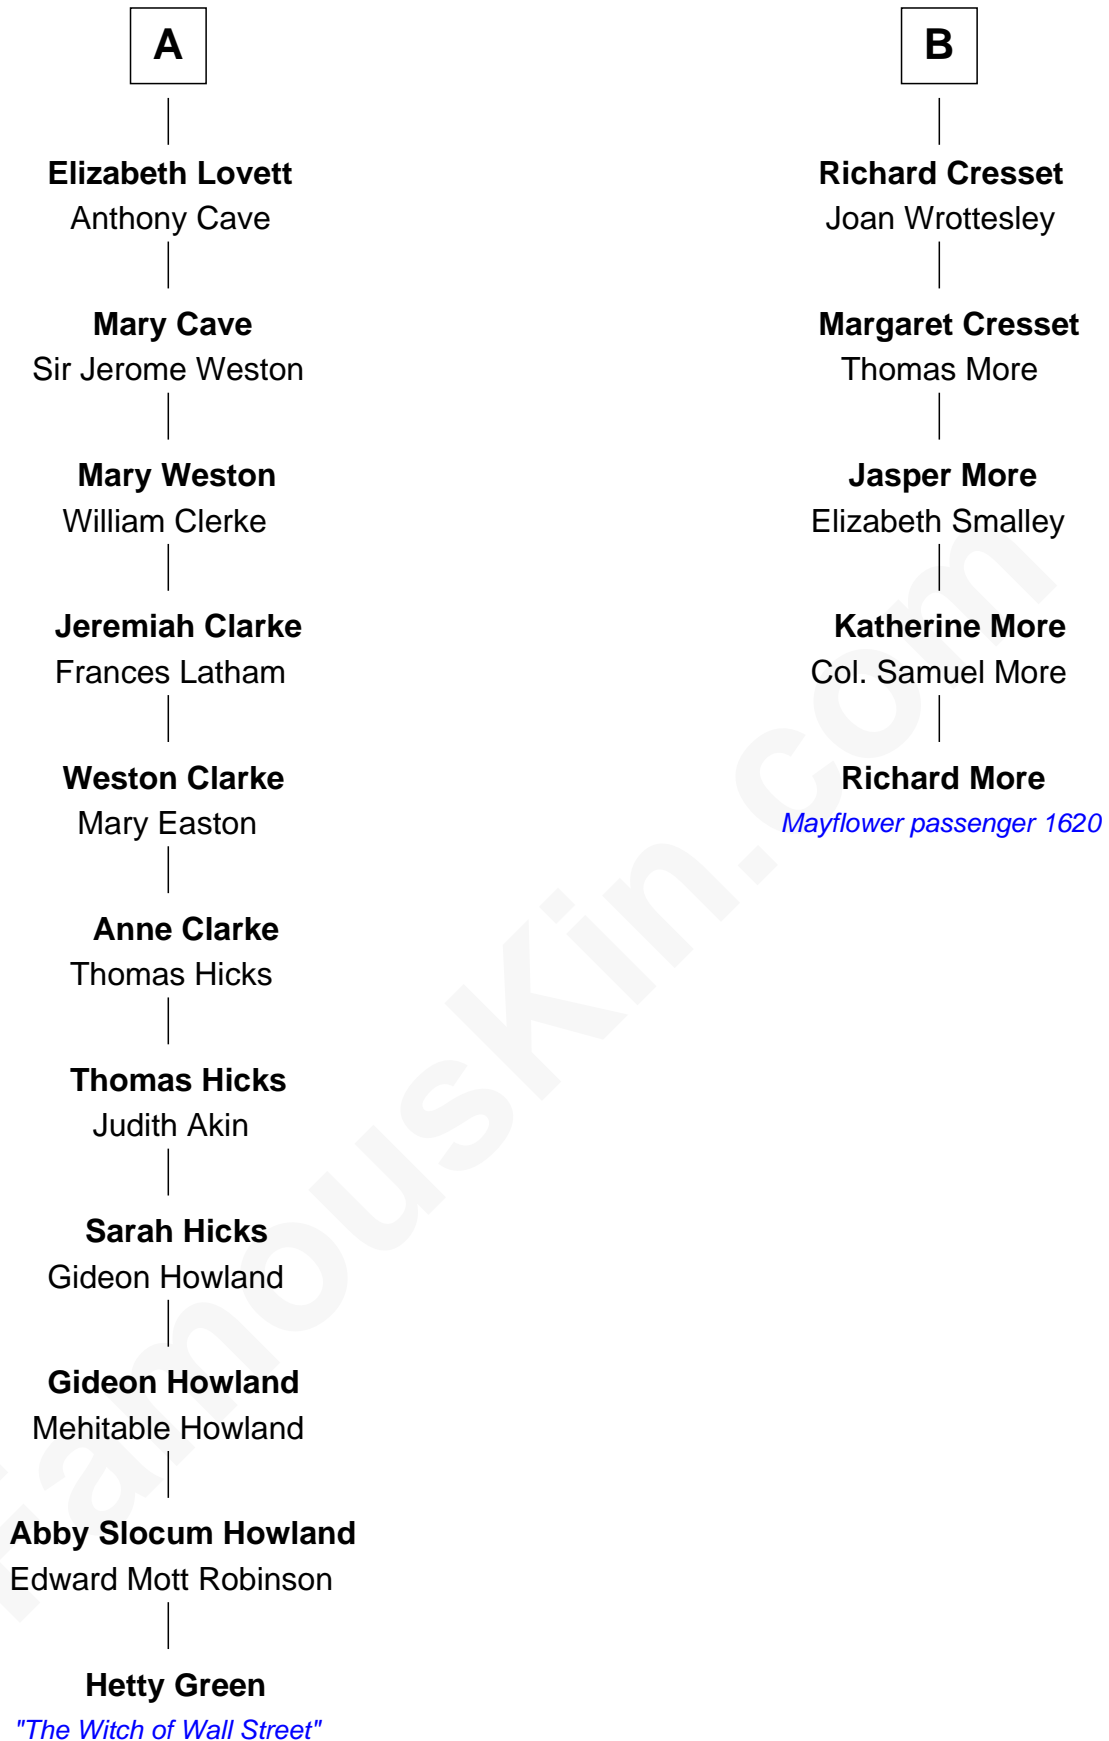 A
Elizabeth Lovett
Anthony Cave
Mary Cave
Sir Jerome Weston
Mary Weston
William Clerke
Jeremiah Clarke
Frances Latham
Weston Clarke
Mary Easton
Anne Clarke
Thomas Hicks
Thomas Hicks
Judith Akin
Sarah Hicks
Gideon Howland
Gideon Howland
Mehitable Howland
Abby Slocum Howland
Edward Mott Robinson
Hetty Green
"The Witch of Wall Street"
B
Richard Cresset
Joan Wrottesley
Margaret Cresset
Thomas More
Jasper More
Elizabeth Smalley
Katherine More
Col. Samuel More
Richard More
Mayflower passenger 1620
FamousKin.com